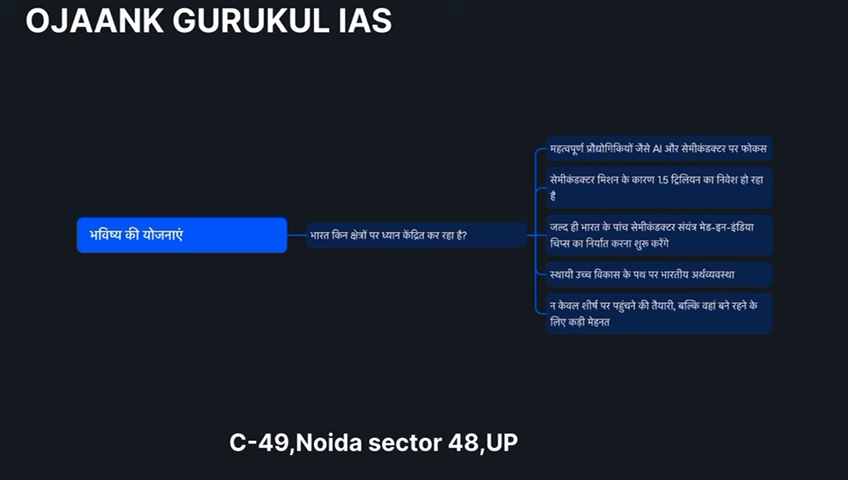 OJAANK GURUKUL IAS
भविष्य की योजनाएं
भारत किन क्षेत्रों पर ध्यान केंद्रित कर रहा है?
महत्वपूर्ण प्रौद्योगिकियों जैसे AI और सेमीकंडक्टर पर फोकस
सेमीकंडक्टर मिशन के कारण 1.5 ट्रिलियन का निवेश हो रहा
है
जल्द ही भारत के पांच सेमीकंडक्टर संयंत्र मेड-इन-इंडिया
चिप्स का निर्यात करना शुरू करेंगे
स्थायी उच्च विकास के पथ पर भारतीय अर्थव्यवस्था
न केवल शीर्ष पर पहुंचने की तैयारी, बल्कि वहां बने रहने के
लिए कड़ी मेहनत
C-49,Noida sector 48,UP